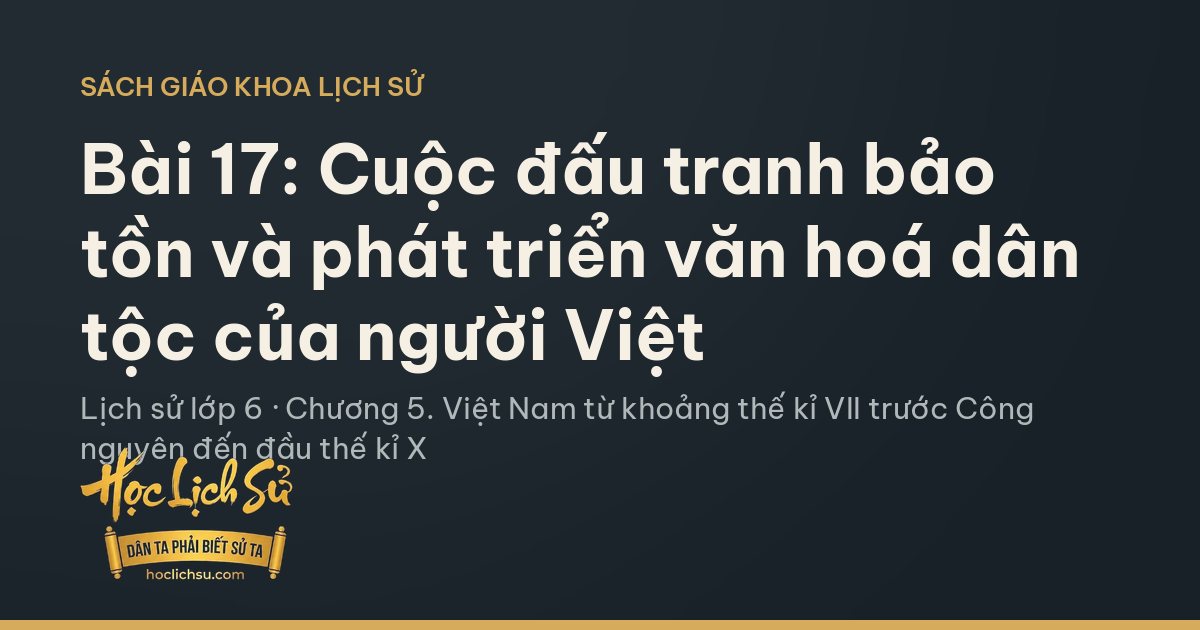 SÁCH GIÁO KHOA LỊCH SỬ
Bài 17: Cuộc đấu tranh bảo
tồn và phát triển văn hoá dân
tộc của người Việt
Lịch sử lớp 6 · Chương 5. Việt Nam từ khoảng thế kỉ VII trước Công
nguyên đến đầu thế kỉ X
Học Lịch Sử
DÂN TA PHẢI BIẾT SỬ TA
hoclichsu.com